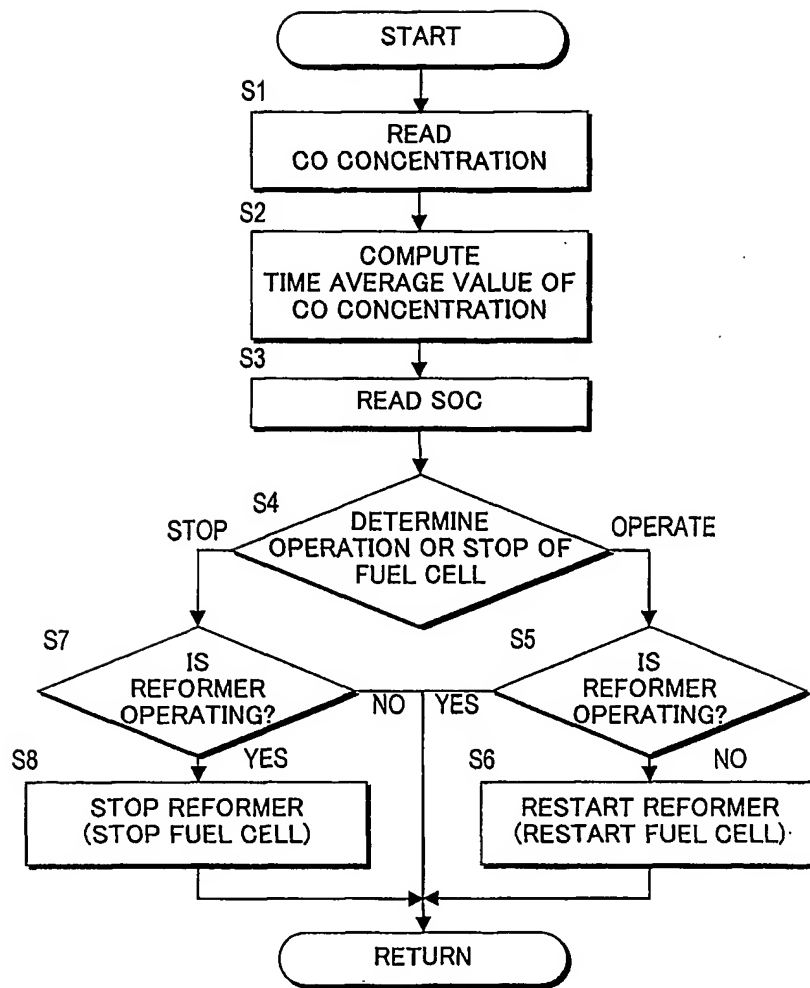 START
S1
READ
CO CONCENTRATION
S2
COMPUTE
TIME AVERAGE VALUE OF
CO CONCENTRATION
S3
READ SOC
S4
STOP
DETERMINE
OPERATION OR STOP OF
FUEL CELL
OPERATE
S7
IS
REFORMER
OPERATING?
NO
YES
S5
IS
REFORMER
OPERATING?
S8
YES
STOP REFORMER
(STOP FUEL CELL)
S6
NO
RESTART REFORMER
(RESTART FUEL CELL)
RETURN